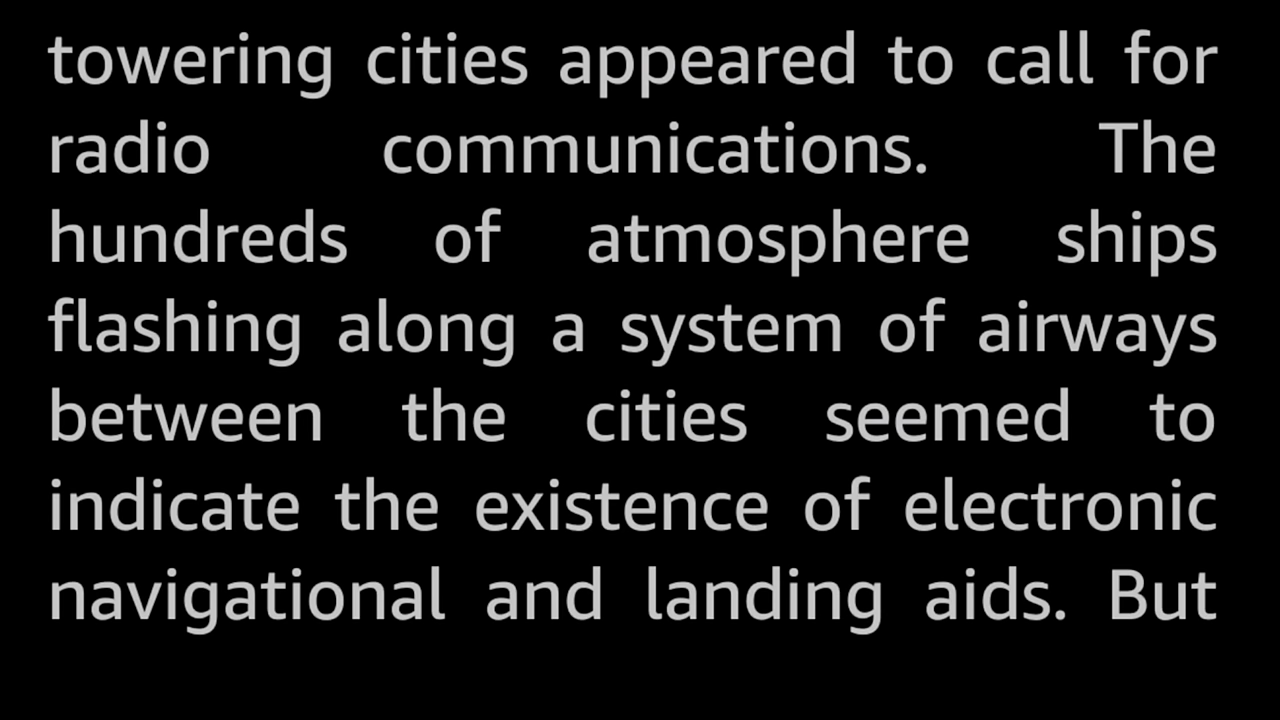 towering cities appeared to call for
radio communications. The
hundreds of atmosphere ships
flashing along a system of airways
between the cities seemed to
indicate the existence of electronic
navigational and landing aids. But